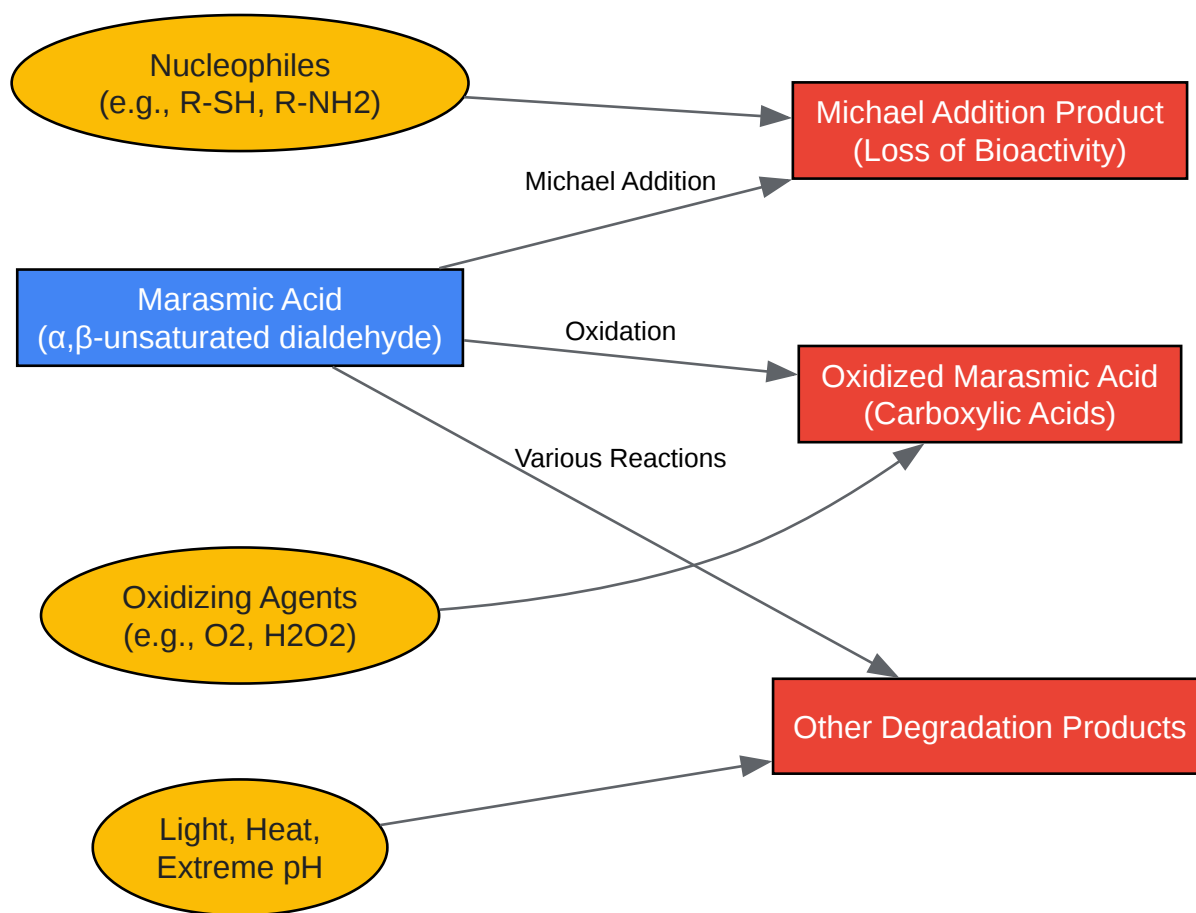 Nucleophiles
(e.g., R-SH, R-NH2)
Michael Addition Product
(Loss of Bioactivity)
Michael Addition
Marasmic Acid
(α,β-unsaturated dialdehyde)
Oxidation
Oxidized Marasmic Acid
(Carboxylic Acids)
Various Reactions
Oxidizing Agents
(e.g., O2, H2O2)
Other Degradation Products
Light, Heat,
Extreme pH